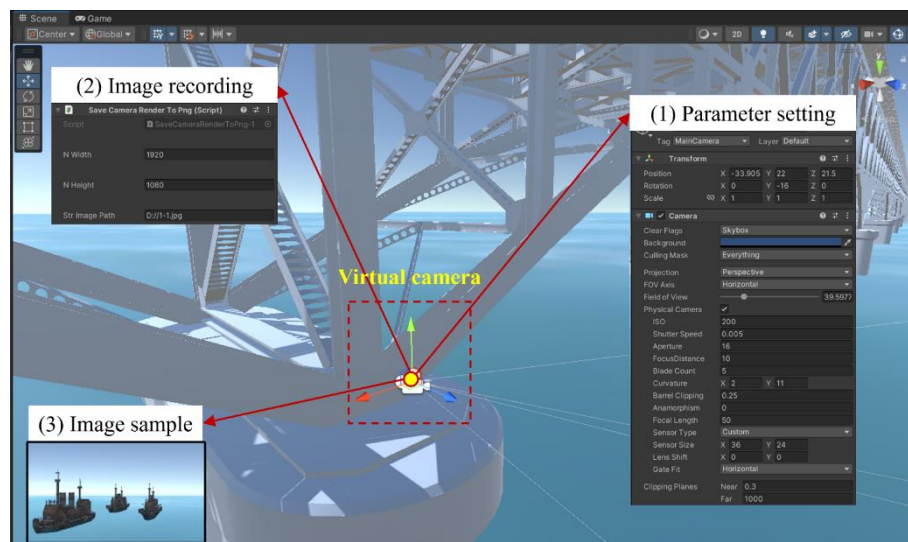 Scene Game
Center Global 2D
(2) Image recording
Save Camera Render To Png (Script)
Script SaveCameraRenderToPng-1
N Width 1920
N Height 1080
Str Image Path D://1-1.jpg
(1) Parameter setting
Tag MainCamera Layer Default
Transform
Position X -33.905 Y 22 Z 21.5
Rotation X 0 Y -16 Z 0
Scale X 1 Y 1 Z 1
Camera
Clear Flags Skybox
Background
Culling Mask Everything
Projection Perspective
FOV Axis Horizontal
Field of View 39.5977
Physical Camera
ISO 200
Shutter Speed 0.005
Aperture 16
FocusDistance 10
Blade Count 5
Curvature X 2 Y 11
Barrel Clipping 0.25
Anamorphism 0
Focal Length 50
Sensor Type Custom
Sensor Size X 36 Y 24
Lens Shift X 0 Y 0
Gate Fit Horizontal
Clipping Planes Near 0.3
Far 1000
Virtual camera
(3) Image sample
y